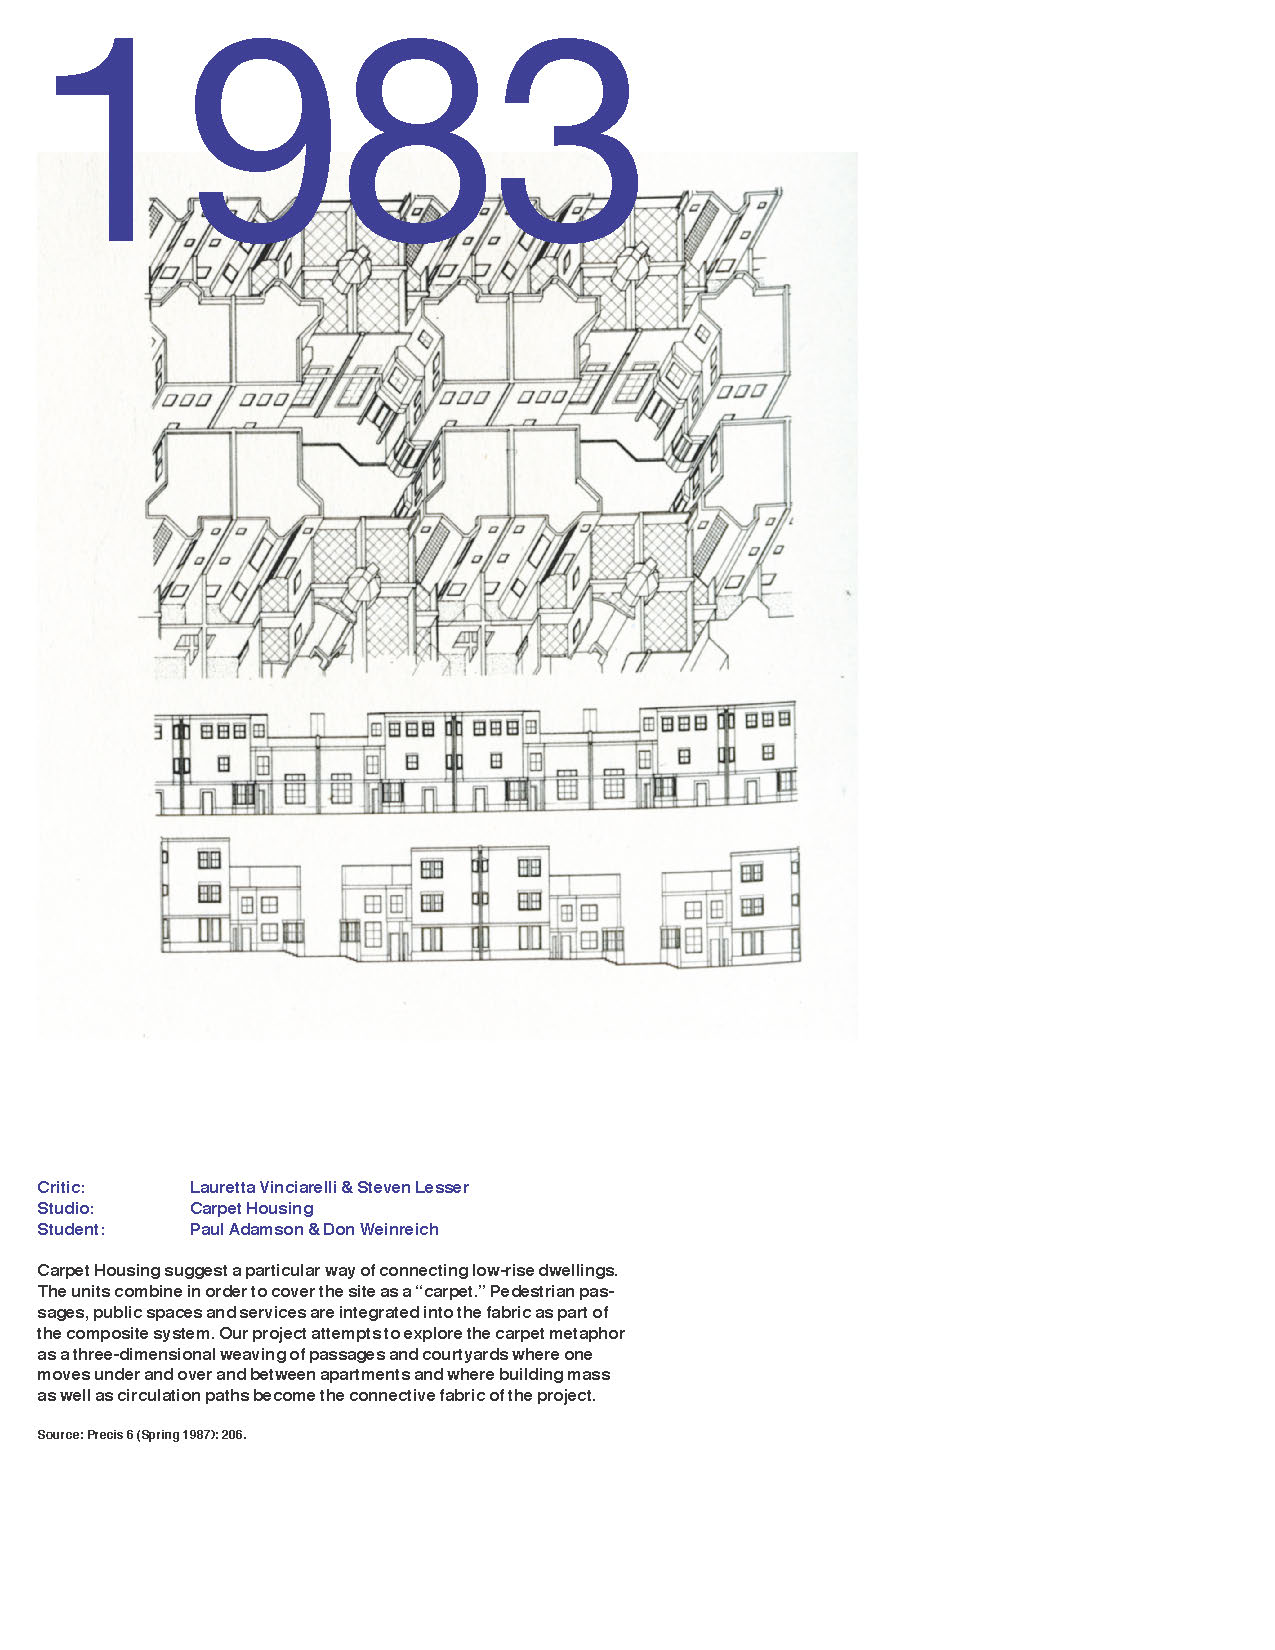 1983
Critic: Lauretta Vinciarelli & Steven Lesser
Studio: Carpet Housing
Student: Paul Adamson & Don Weinreich
Carpet Housing suggest a particular way of connecting low-rise dwellings.
The units combine in order to cover the site as a “carpet.” Pedestrian pas-
sages, public spaces and services are integrated into the fabric as part of
the composite system. Our project attempts to explore the carpet metaphor
as a three-dimensional weaving of passages and courtyards where one
moves under and over and between apartments and where building mass
as well as circulation paths become the connective fabric of the project.
Source: Precis 6 (Spring 1987): 206.